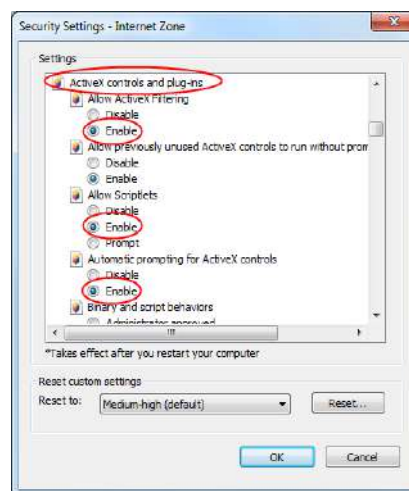 Security Settings - Internet Zone
Settings
ActiveX controls and plug-ins
Allow ActiveX Filtering
Disable
Enable
Allow previously unused ActiveX controls to run without prom
Disable
Enable
Allow Scriptlets
Disable
Enable
Prompt
Automatic prompting for ActiveX controls
Disable
Enable
Binary and script behaviors
Administrator approved
*Takes effect after you restart your computer
Reset custom settings
Reset to:
Medium-high (default)
Reset...
OK
Cancel